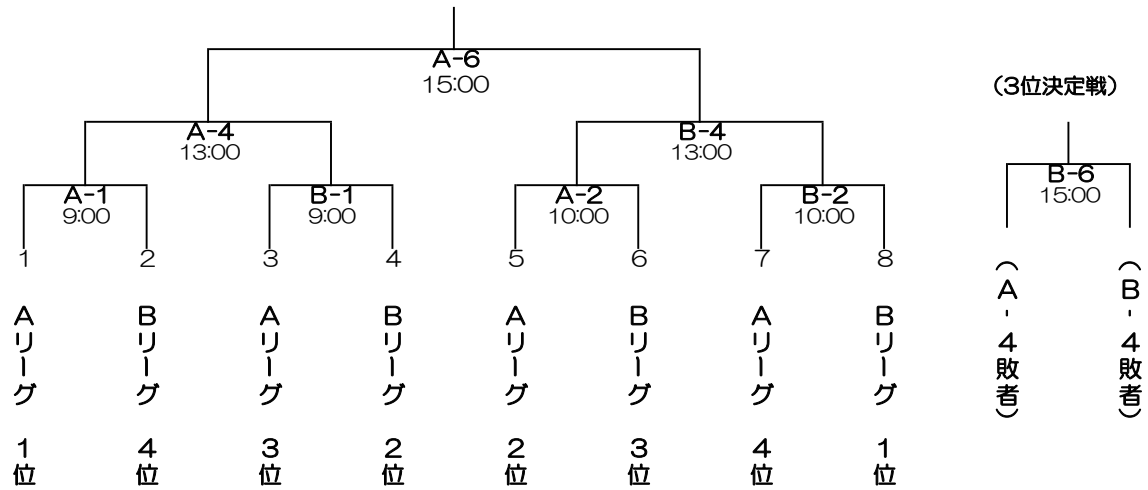 A-6
15:00
(3位決定戦)
A-4
13:00
B-4
13:00
B-6
15:00
A-1
9:00
B-1
9:00
A-2
10:00
B-2
10:00
1
2
3
4
5
6
7
8
Aリーグ 1位
Bリーグ 4位
Aリーグ 3位
Bリーグ 2位
Aリーグ 2位
Bリーグ 3位
Aリーグ 4位
Bリーグ 1位
(A-4敗者)
(B-4敗者)